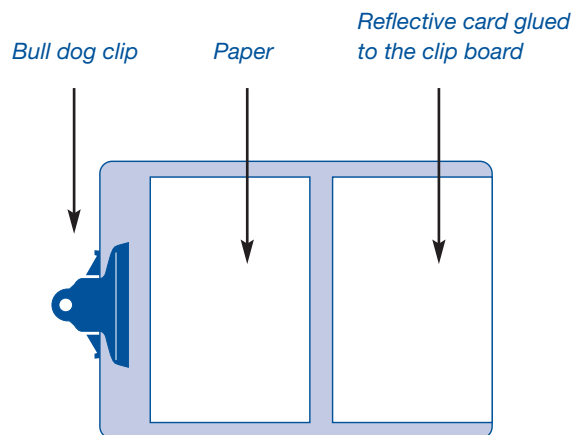 Bull dog clip
Paper
Reflective card glued
to the clip board